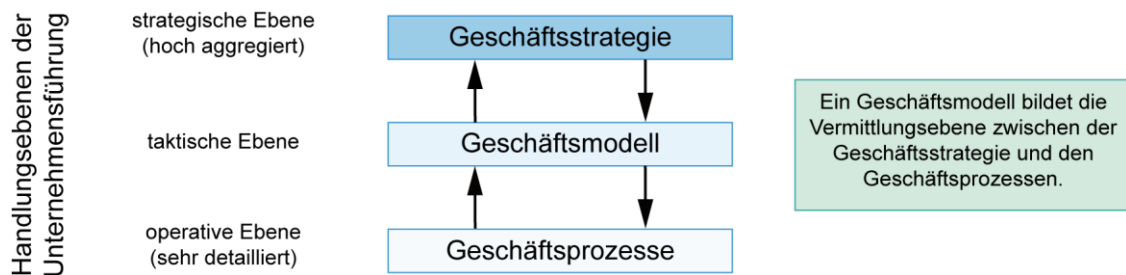 Handlungsebenen der
Unternehmensführung
strategische Ebene
(hoch aggregiert)
Geschäftsstrategie
taktische Ebene
Geschäftsmodell
operative Ebene
(sehr detailliert)
Geschäftsprozesse
Ein Geschäftsmodell bildet die
Vermittlungsebene zwischen der
Geschäftsstrategie und den
Geschäftsprozessen.